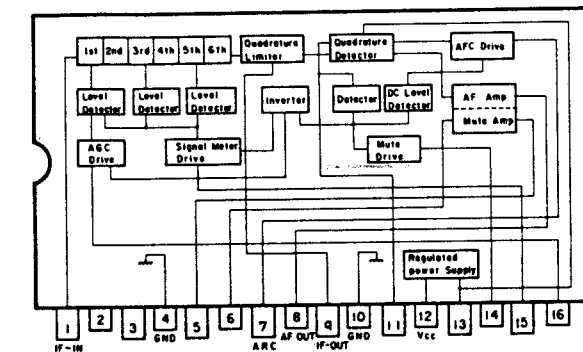 1st 2nd 3rd 4th 5th 6th
Quadrature
Limiter
Quadrature
Detector
AFC Drive
Level
Detector
Level
Detector
Level
Detector
Inverter
Detector
DC Level
Detector
AF Amp
Mute Amp
AGC
Drive
Signal Meter
Drive
Mute
Drive
Regulated
power Supply
1 2 3 4 5 6 7 8 9 10 11 12 13 14 15 16
IF-IN
GND
ARC
AF OUT
IF-OUT
GND
Vcc